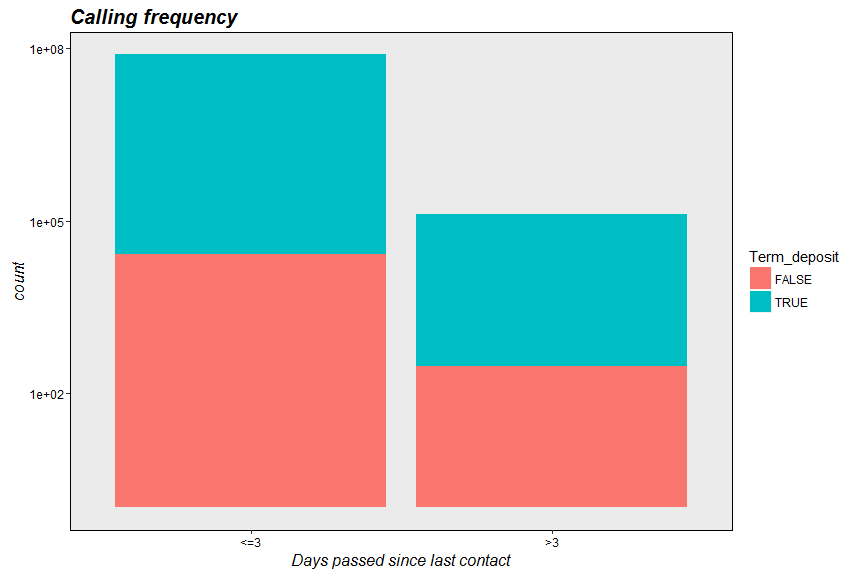 Calling frequency
1e+08
1e+05
1e+02
count
<=3
>3
Days passed since last contact
Term_deposit
FALSE
TRUE